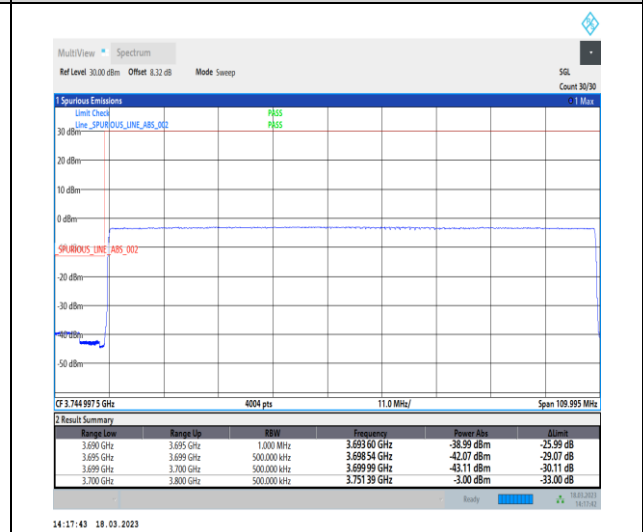 MultiView Spectrum
Ref Level 30.00 dBm Offset 8.32 dB Mode Sweep SGL
Count 30/30
1 Spurious Emissions 1 Max
Limit Check PASS
Line _SPURIOUS_LINE_ABS_002 PASS
30 dBm
20 dBm
10 dBm
0 dBm
_SPURIOUS_LINE_ABS_002
-20 dBm
-30 dBm
-40 dBm
-50 dBm
CF 3.744 997 5 GHz 4004 pts 11.0 MHz/ Span 109.995 MHz
2 Result Summary
Range Low Range Up RBW Frequency Power Abs ΔLimit
3.690 GHz 3.695 GHz 1.000 MHz 3.693 60 GHz -38.99 dBm -25.99 dB
3.695 GHz 3.699 GHz 500.000 kHz 3.698 54 GHz -42.07 dBm -29.07 dB
3.699 GHz 3.700 GHz 500.000 kHz 3.699 99 GHz -43.11 dBm -30.11 dB
3.700 GHz 3.800 GHz 500.000 kHz 3.751 39 GHz -3.00 dBm -33.00 dB
Ready 18.03.2023
14:17:42
14:17:43 18.03.2023